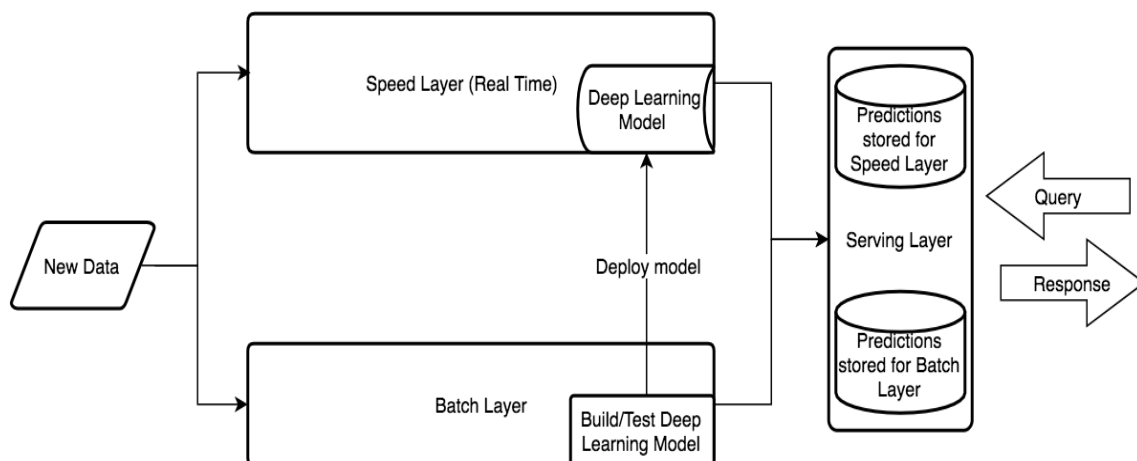 Speed Layer (Real Time)
Deep Learning
Model
Predictions
stored for
Speed Layer
Query
New Data
Deploy model
Serving Layer
Response
Batch Layer
Build/Test Deep
Learning Model
Predictions
stored for Batch
Layer